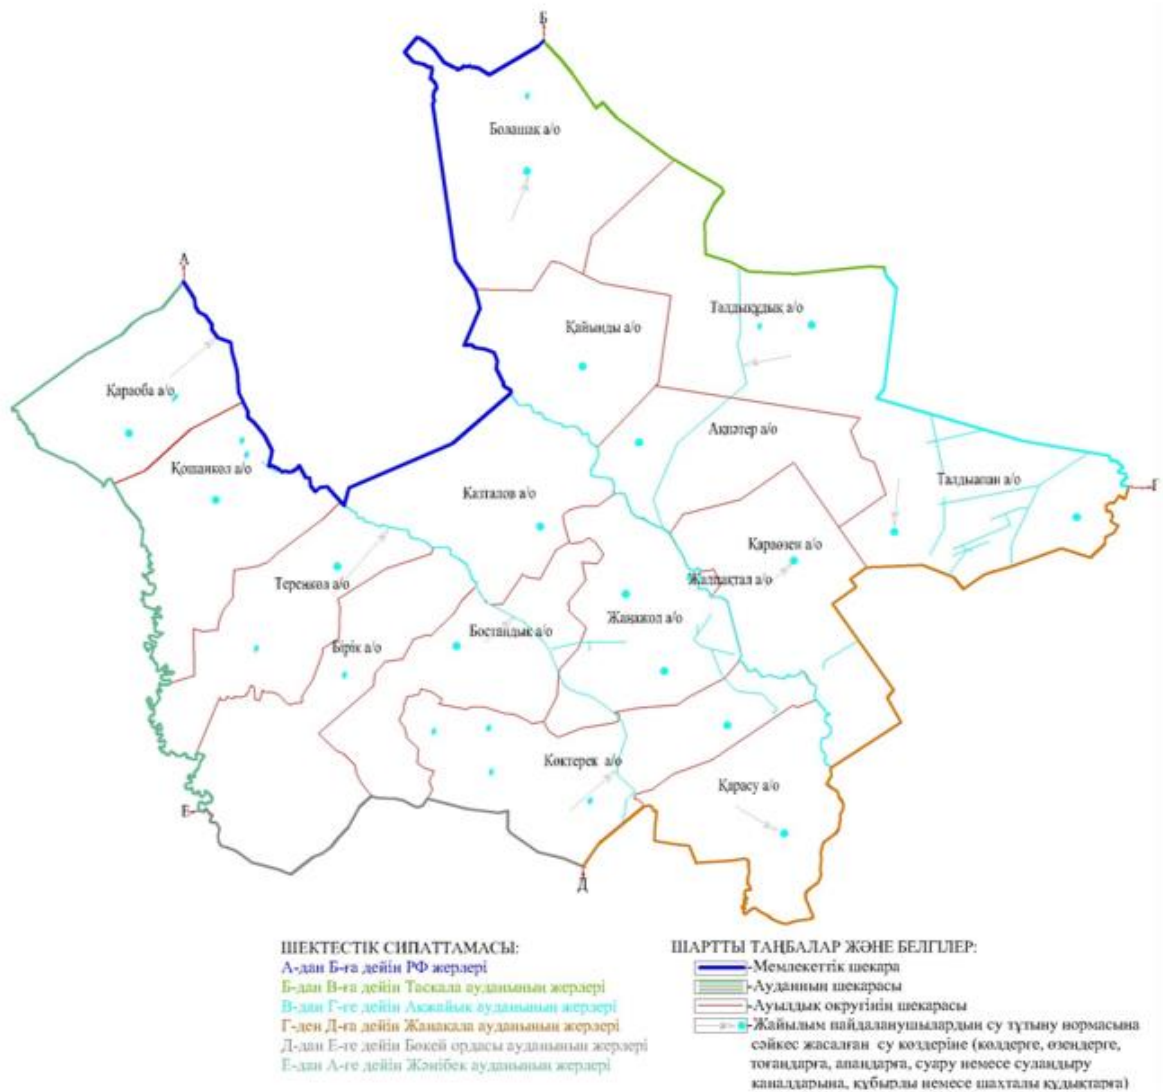 Б
Болашақ а/о
А
Талдықұдық а/о
Қайыңды а/о
Қараоба а/о
Ақпәтер а/о
Қошанкол а/о
Талдыапан а/о
Г
Казталов а/о
Қараөзен а/о
Теренкол а/о
Жалпақтал а/о
Жаңажол а/о
Бостандық а/о
Бірік а/о
Көктерек а/о
Қарасу а/о
Е
Д
ШЕКТЕСТІК СИПАТТАМАСЫ:
А-дан Б-ға дейін РФ жерлері
Б-дан В-ға дейін Тасқала ауданының жерлері
В-дан Г-ге дейін Ақжайық ауданының жерлері
Г-ден Д-ға дейін Жаңақала ауданының жерлері
Д-дан Е-ге дейін Бөкей ордасы ауданының жерлері
Е-дан А-ге дейін Жәнібек ауданының жерлері
ШАРТТЫ ТАҢБАЛАР ЖӘНЕ БЕЛГІЛЕР:
-Мемлекеттік шекара
-Ауданның шекарасы
-Ауылдық округінің шекарасы
-Жайылым пайдаланушылардың су тұтыну нормасына
сәйкес жасалған су көздеріне (көлдерге, өзендерге,
тоғандарға, апандарға, суару немесе суландыру
каналдарына, құбырлы немесе шахталы құдықтарға)